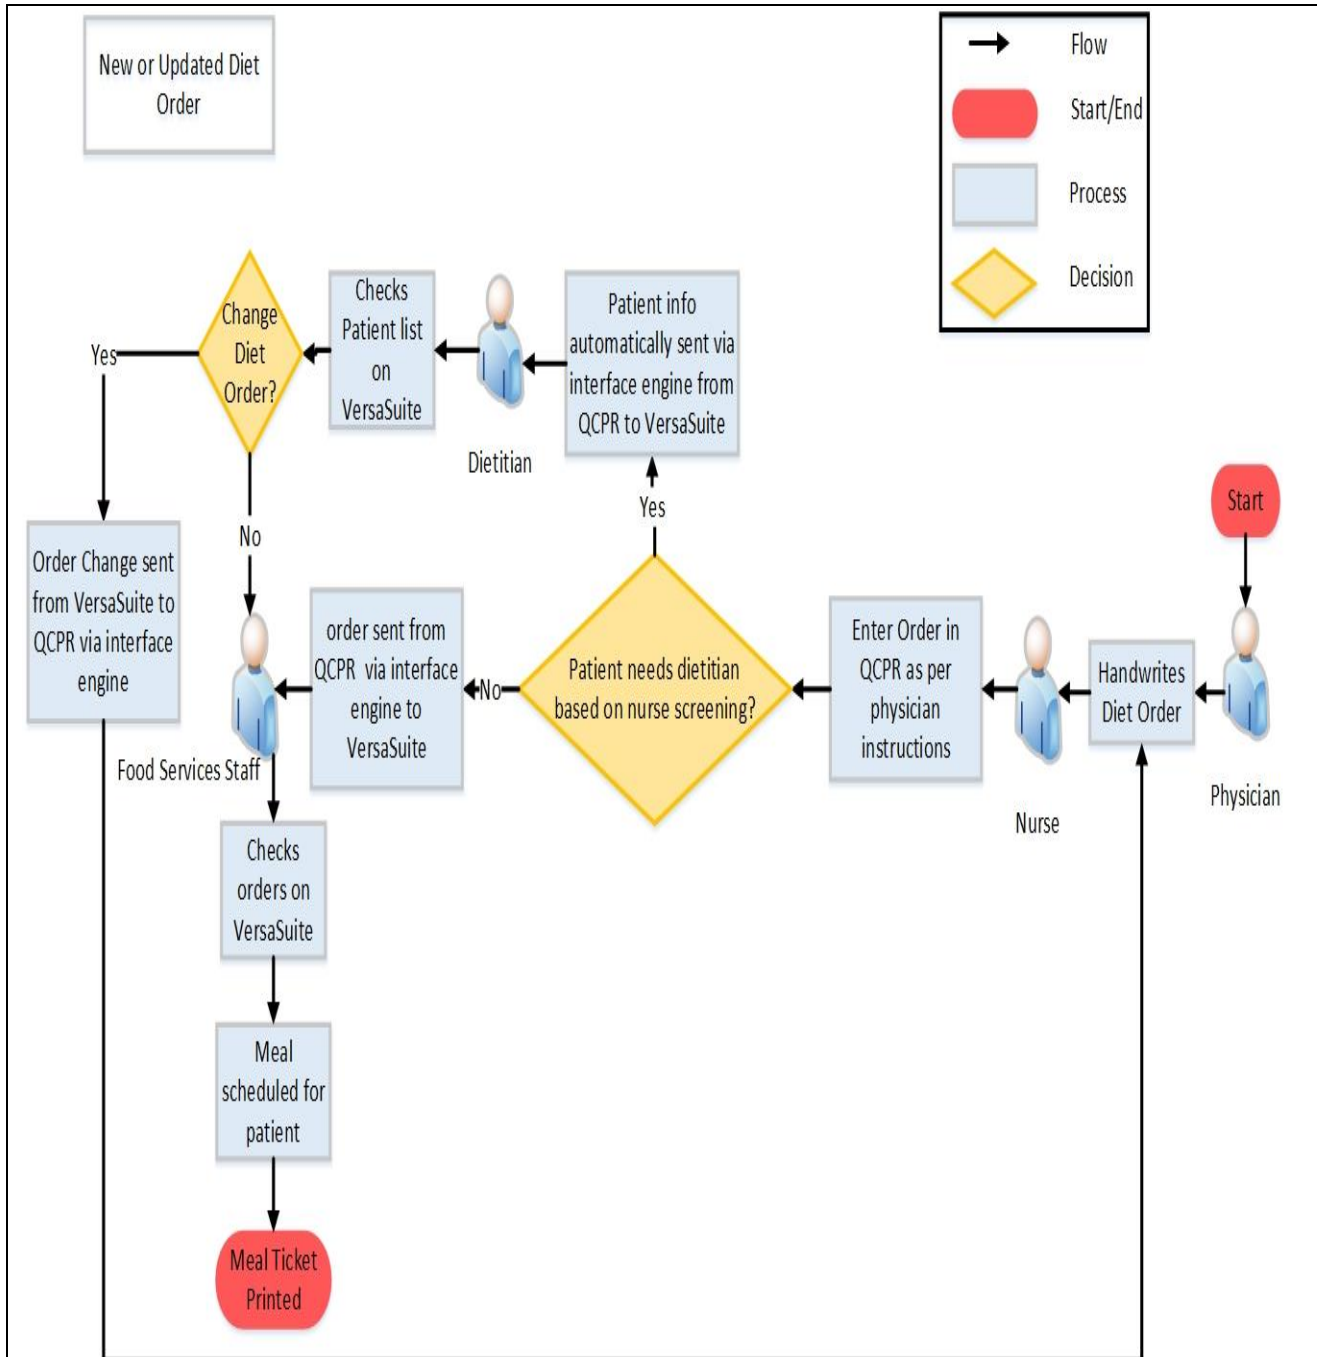 New or Updated Diet
Order
Flow
Start/End
Process
Decision
Change
Diet
Order?
Checks
Patient list
on
VersaSuite
Dietitian
Patient info
automatically sent via
interface engine from
QCPR to VersaSuite
Yes
No
Yes
Start
Order Change sent
from VersaSuite to
QCPR via interface
engine
Food Services Staff
order sent from
QCPR via interface
engine to
VersaSuite
No
Patient needs dietitian
based on nurse screening?
Enter Order in
QCPR as per
physician
instructions
Nurse
Handwrites
Diet Order
Physician
Checks
orders on
VersaSuite
Meal
scheduled for
patient
Meal Ticket
Printed